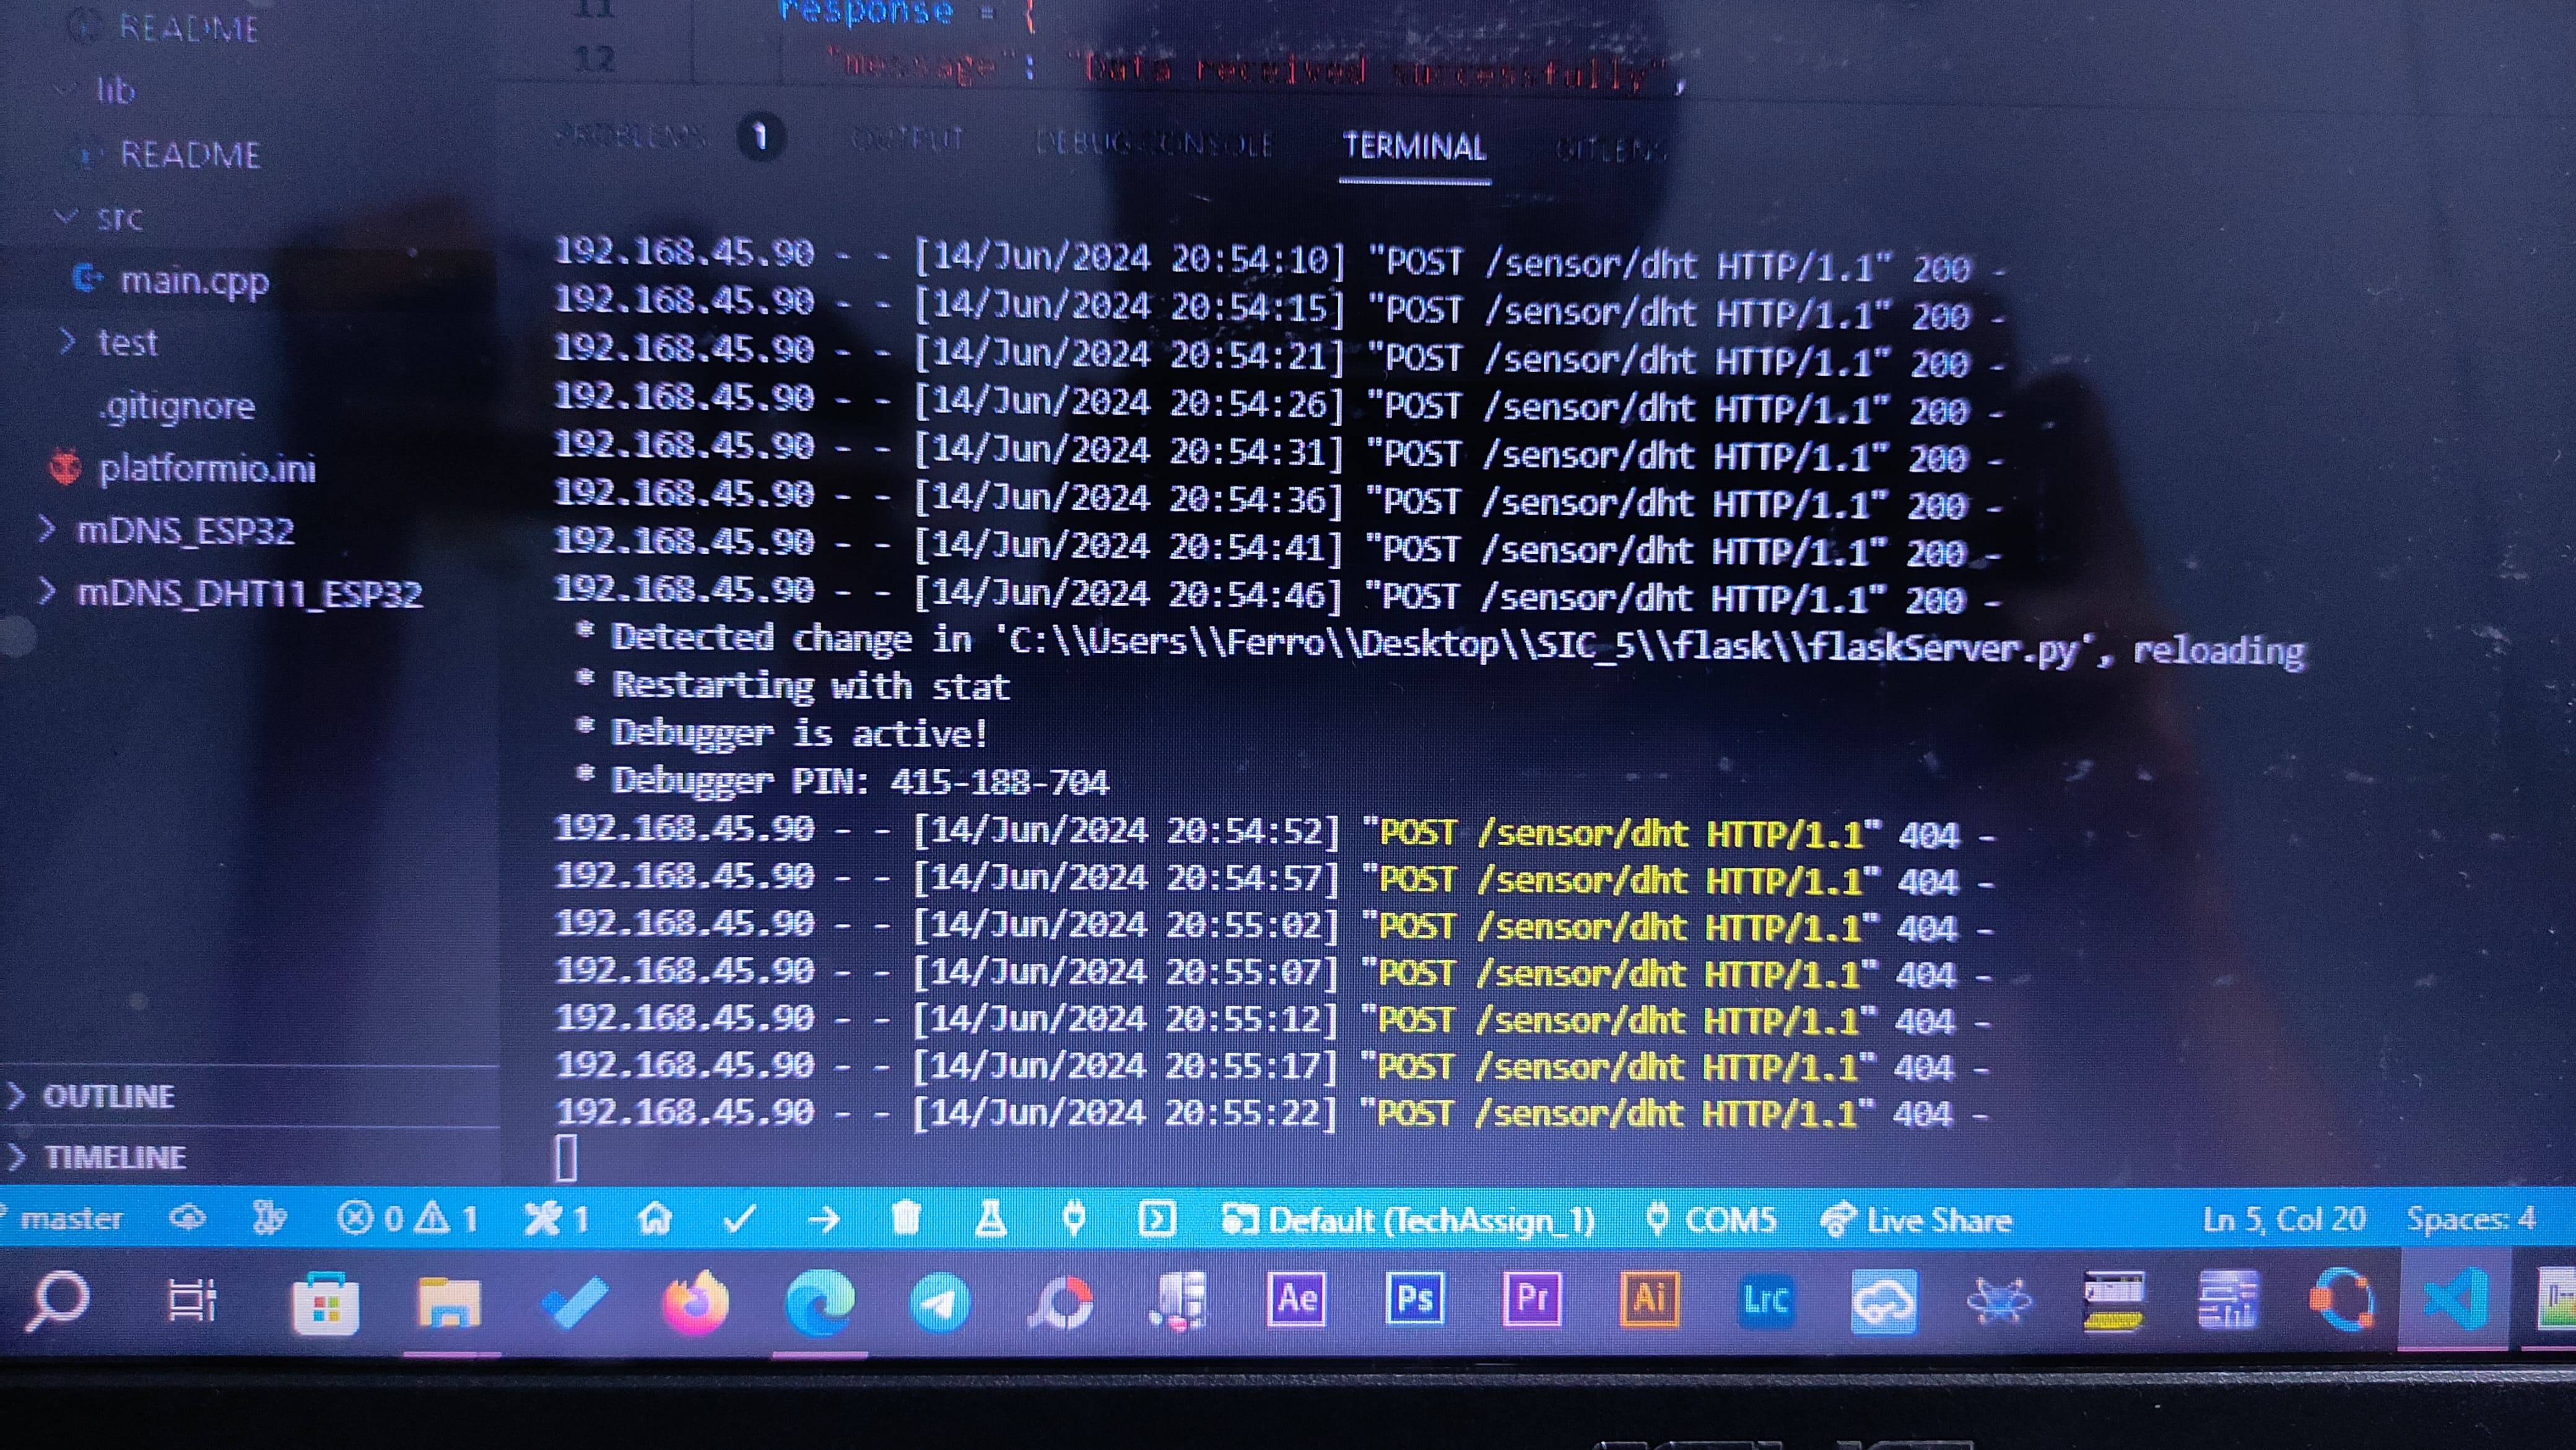 README
lib
README
src
main.cpp
test
.gitignore
platformio.ini
mDNS_ESP32
mDNS_DHT11_ESP32
OUTLINE
TIMELINE
11 response = {
12 "message": "Data received successfully",
PROBLEMS 1 OUTPUT DEBUG CONSOLE TERMINAL GITLENS
192.168.45.90 - - [14/Jun/2024 20:54:10] "POST /sensor/dht HTTP/1.1" 200 -
192.168.45.90 - - [14/Jun/2024 20:54:15] "POST /sensor/dht HTTP/1.1" 200 -
192.168.45.90 - - [14/Jun/2024 20:54:21] "POST /sensor/dht HTTP/1.1" 200 -
192.168.45.90 - - [14/Jun/2024 20:54:26] "POST /sensor/dht HTTP/1.1" 200 -
192.168.45.90 - - [14/Jun/2024 20:54:31] "POST /sensor/dht HTTP/1.1" 200 -
192.168.45.90 - - [14/Jun/2024 20:54:36] "POST /sensor/dht HTTP/1.1" 200 -
192.168.45.90 - - [14/Jun/2024 20:54:41] "POST /sensor/dht HTTP/1.1" 200 -
192.168.45.90 - - [14/Jun/2024 20:54:46] "POST /sensor/dht HTTP/1.1" 200 -
* Detected change in 'C:\\Users\\Ferro\\Desktop\\SIC_5\\flask\\flaskServer.py', reloading
* Restarting with stat
* Debugger is active!
* Debugger PIN: 415-188-704
192.168.45.90 - - [14/Jun/2024 20:54:52] "POST /sensor/dht HTTP/1.1" 404 -
192.168.45.90 - - [14/Jun/2024 20:54:57] "POST /sensor/dht HTTP/1.1" 404 -
192.168.45.90 - - [14/Jun/2024 20:55:02] "POST /sensor/dht HTTP/1.1" 404 -
192.168.45.90 - - [14/Jun/2024 20:55:07] "POST /sensor/dht HTTP/1.1" 404 -
192.168.45.90 - - [14/Jun/2024 20:55:12] "POST /sensor/dht HTTP/1.1" 404 -
192.168.45.90 - - [14/Jun/2024 20:55:17] "POST /sensor/dht HTTP/1.1" 404 -
192.168.45.90 - - [14/Jun/2024 20:55:22] "POST /sensor/dht HTTP/1.1" 404 -
master 0 1 1 Default (TechAssign_1) COM5 Live Share Ln 5, Col 20 Spaces: 4
Ae Ps Pr Ai Lrc